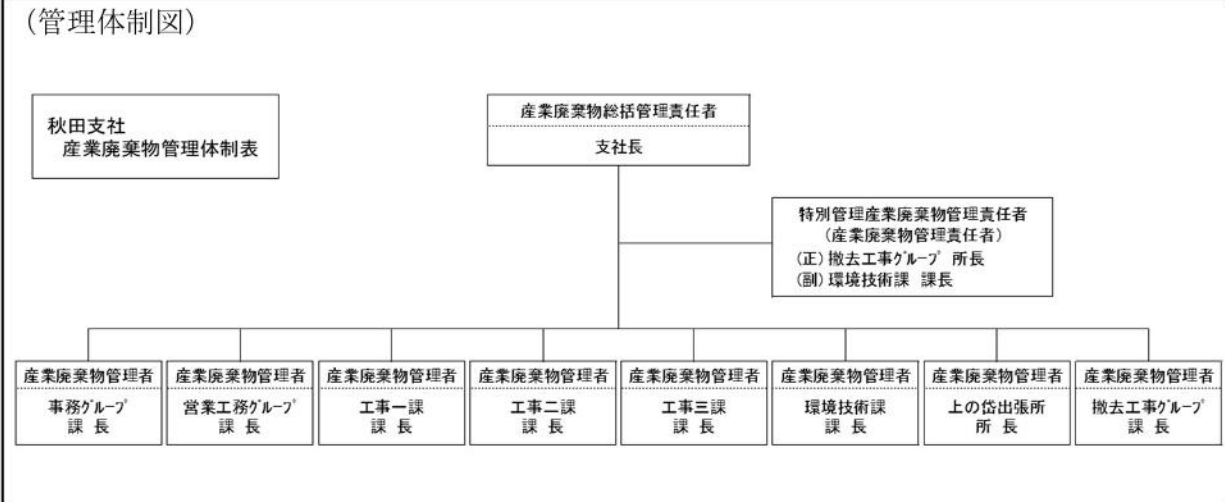 （管理体制図）
秋田支社
産業廃棄物管理体制表
産業廃棄物総括管理責任者
支社長
特別管理産業廃棄物管理責任者
（産業廃棄物管理責任者）
(正)撤去工事ｸﾞﾙｰﾌﾟ 所長
(副)環境技術課 課長
産業廃棄物管理者
事務ｸﾞﾙｰﾌﾟ
課 長
産業廃棄物管理者
営業工務ｸﾞﾙｰﾌﾟ
課 長
産業廃棄物管理者
工事一課
課 長
産業廃棄物管理者
工事二課
課 長
産業廃棄物管理者
工事三課
課 長
産業廃棄物管理者
環境技術課
課 長
産業廃棄物管理者
上の岱出張所
所 長
産業廃棄物管理者
撤去工事ｸﾞﾙｰﾌﾟ
課 長